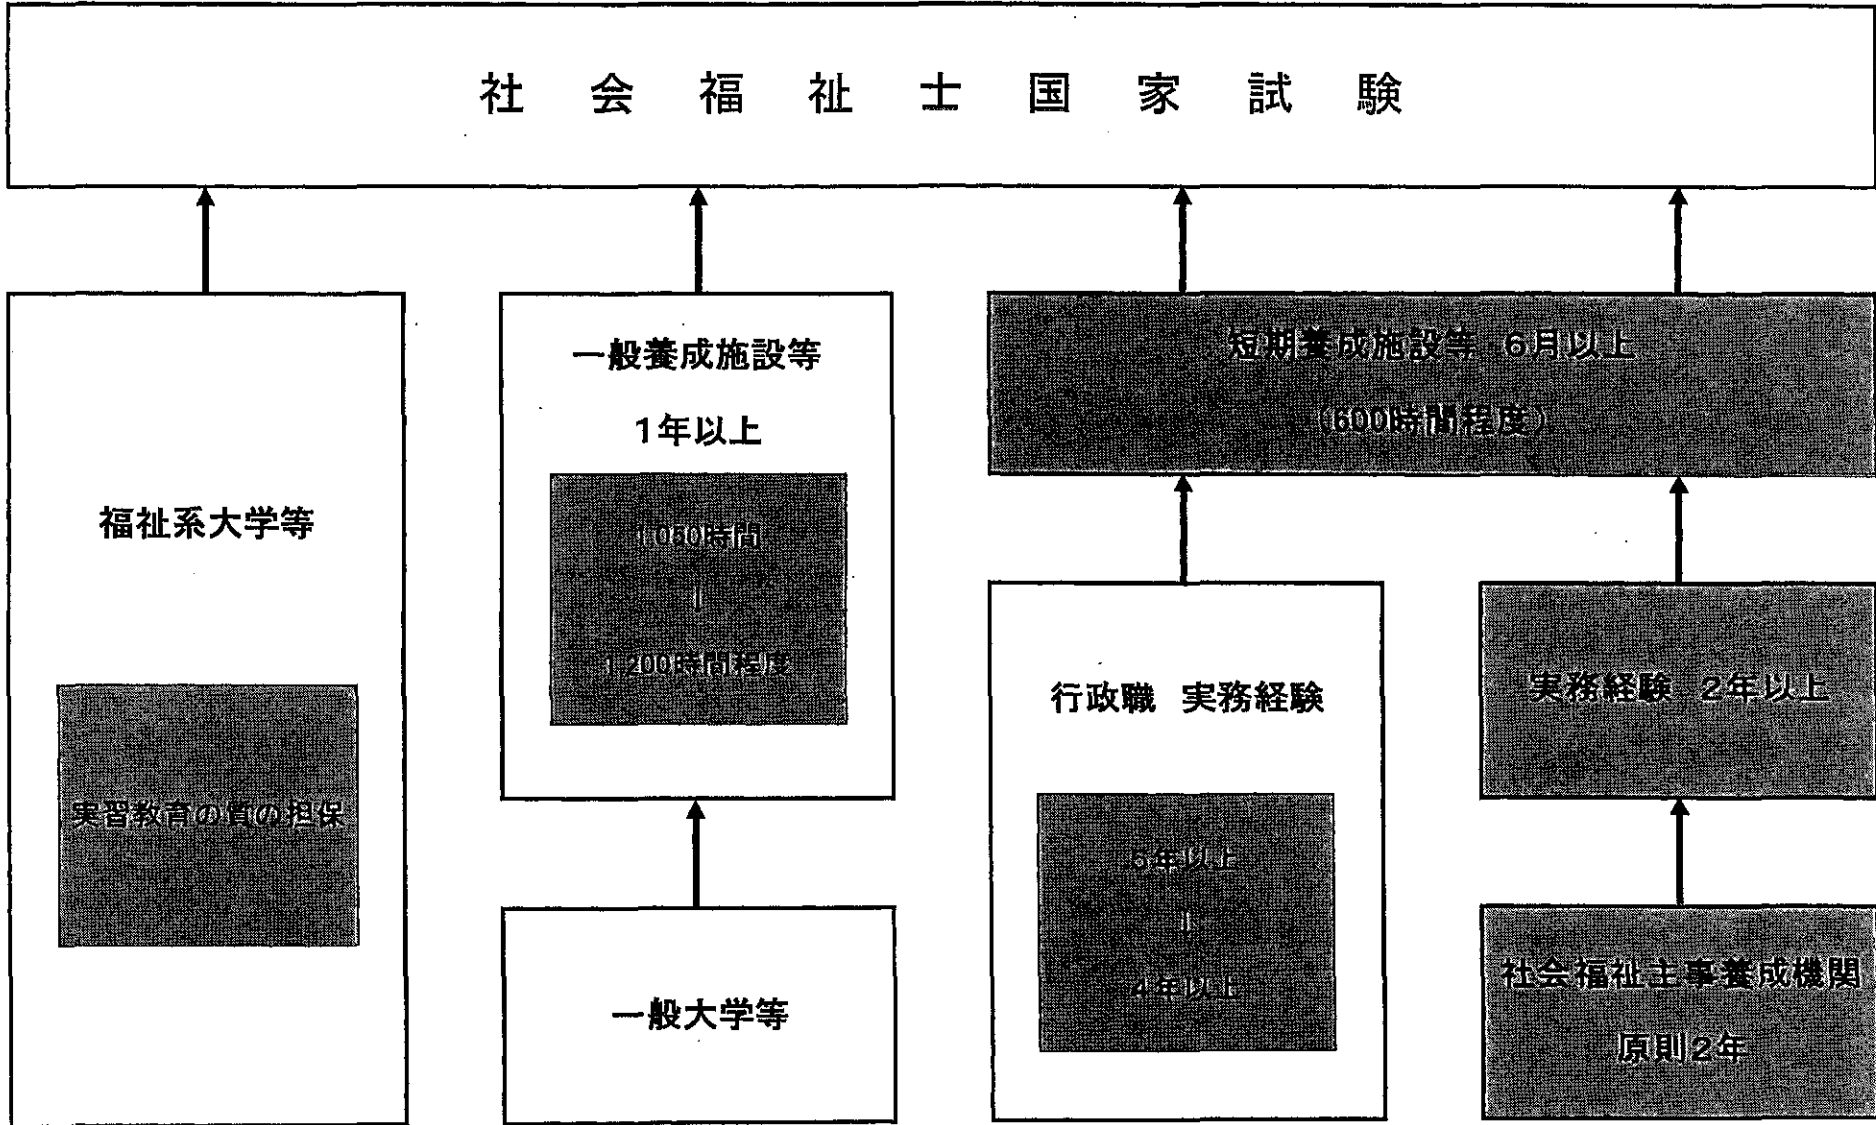 社会福祉士国家試験
福祉系大学等
実習教育の質の担保
一般養成施設等
1年以上
1,050時間
↓
1,200時間程度
一般大学等
短期養成施設等 6月以上
(600時間程度)
行政職 実務経験
5年以上
↓
4年以上
実務経験 2年以上
社会福祉主事養成機関
原則2年